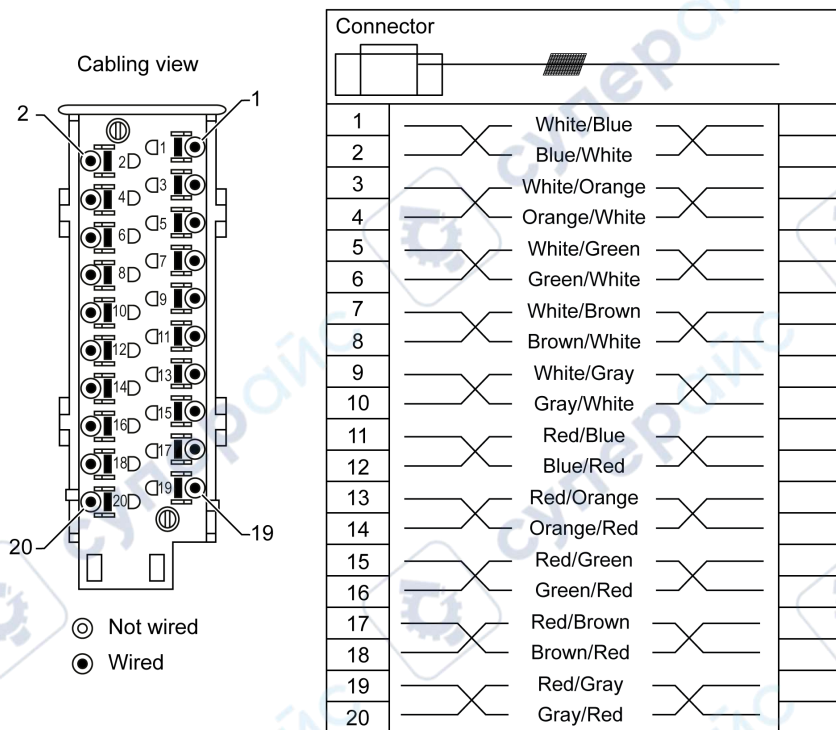 Cabling view
2
1
2
1
4
3
6
5
8
7
10
9
12
11
14
13
16
15
18
17
20
19
20
19
Not wired
Wired
Connector
1 White/Blue
2 Blue/White
3 White/Orange
4 Orange/White
5 White/Green
6 Green/White
7 White/Brown
8 Brown/White
9 White/Gray
10 Gray/White
11 Red/Blue
12 Blue/Red
13 Red/Orange
14 Orange/Red
15 Red/Green
16 Green/Red
17 Red/Brown
18 Brown/Red
19 Red/Gray
20 Gray/Red
суперайс
суперайс